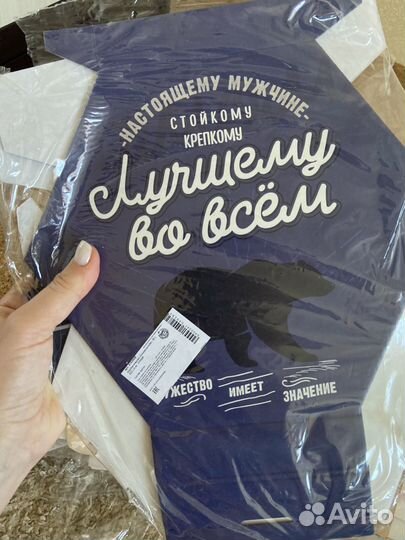 -НАСТОЯЩЕМУ МУЖЧИНЕ-
СТОЙКОМУ
КРЕПКОМУ
Лучшему
во всём
ИМЕЕТ ЗНАЧЕНИЕ
Avito